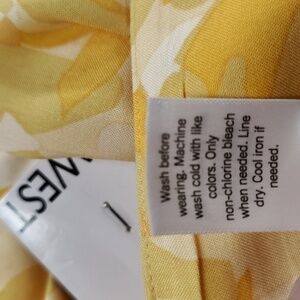 Wash before
wearing. Machine
wash cold with like
colors. Only
non-chlorine bleach
when needed. Line
dry. Cool iron if
needed.
WEST